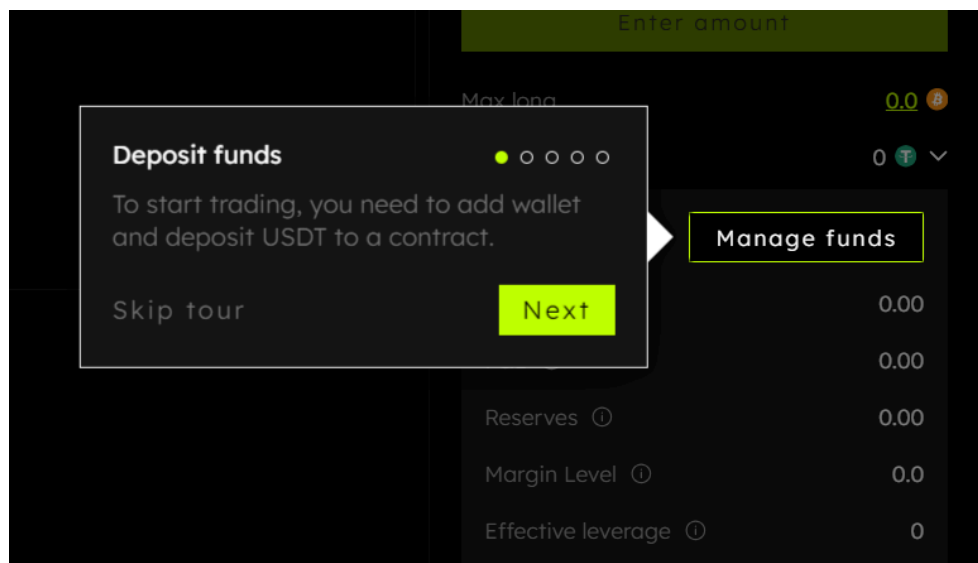 Enter amount
Max long 0.0
0
Deposit funds
To start trading, you need to add wallet
and deposit USDT to a contract.
Skip tour Next
Manage funds
0.00
0.00
Reserves 0.00
Margin Level 0.0
Effective leverage 0